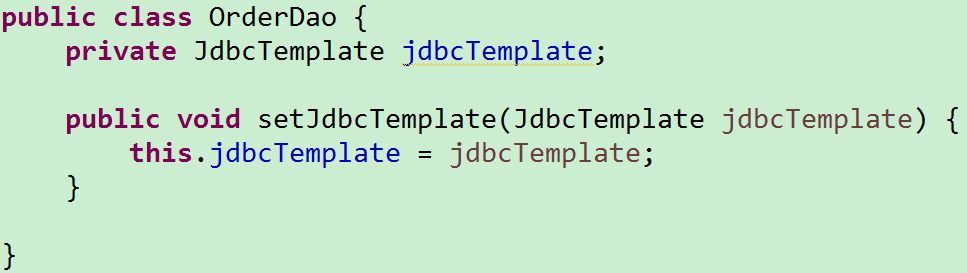 public class OrderDao {
    private JdbcTemplate jdbcTemplate;
    public void setJdbcTemplate(JdbcTemplate jdbcTemplate) {
        this.jdbcTemplate = jdbcTemplate;
    }
}